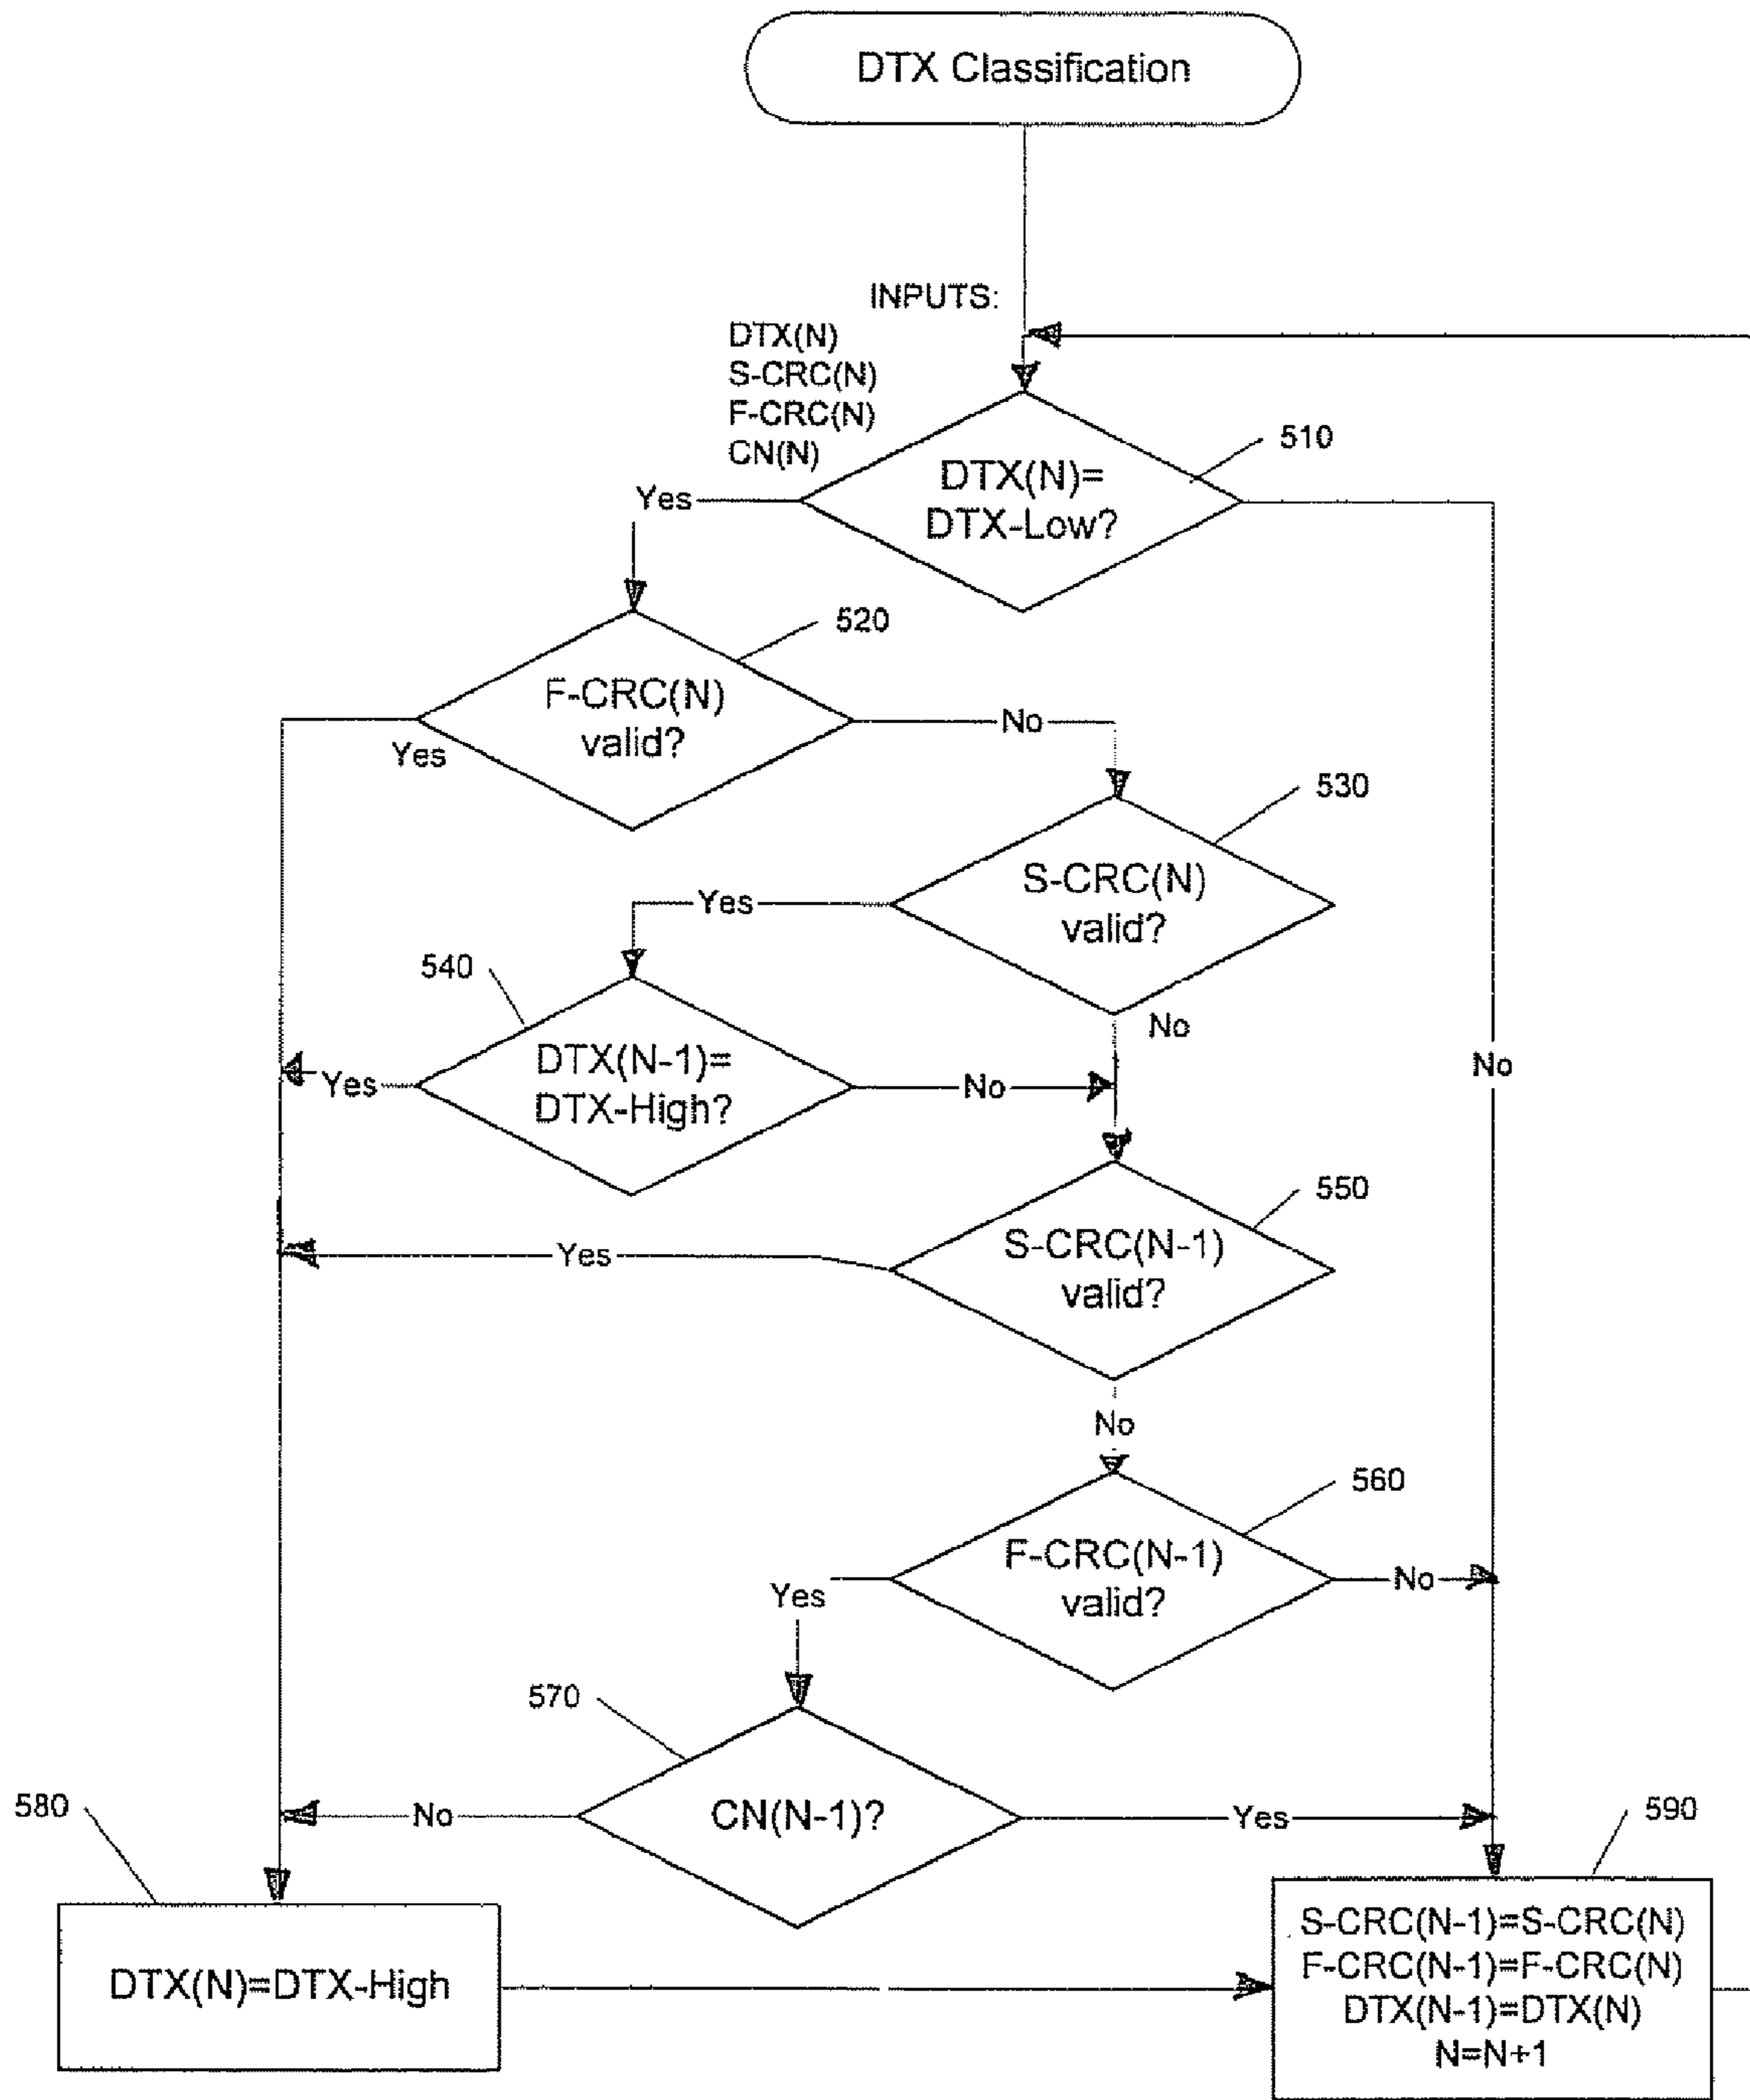 DTX Classification
INPUTS:
DTX(N)
S-CRC(N)
F-CRC(N)
CN(N)
510
DTX(N)=
DTX-Low?
Yes
No
520
F-CRC(N)
valid?
Yes
No
530
S-CRC(N)
valid?
Yes
No
540
DTX(N-1)=
DTX-High?
Yes
No
550
S-CRC(N-1)
valid?
Yes
No
560
F-CRC(N-1)
valid?
Yes
No
570
CN(N-1)?
No
Yes
580
DTX(N)=DTX-High
590
S-CRC(N-1)=S-CRC(N)
F-CRC(N-1)=F-CRC(N)
DTX(N-1)=DTX(N)
N=N+1